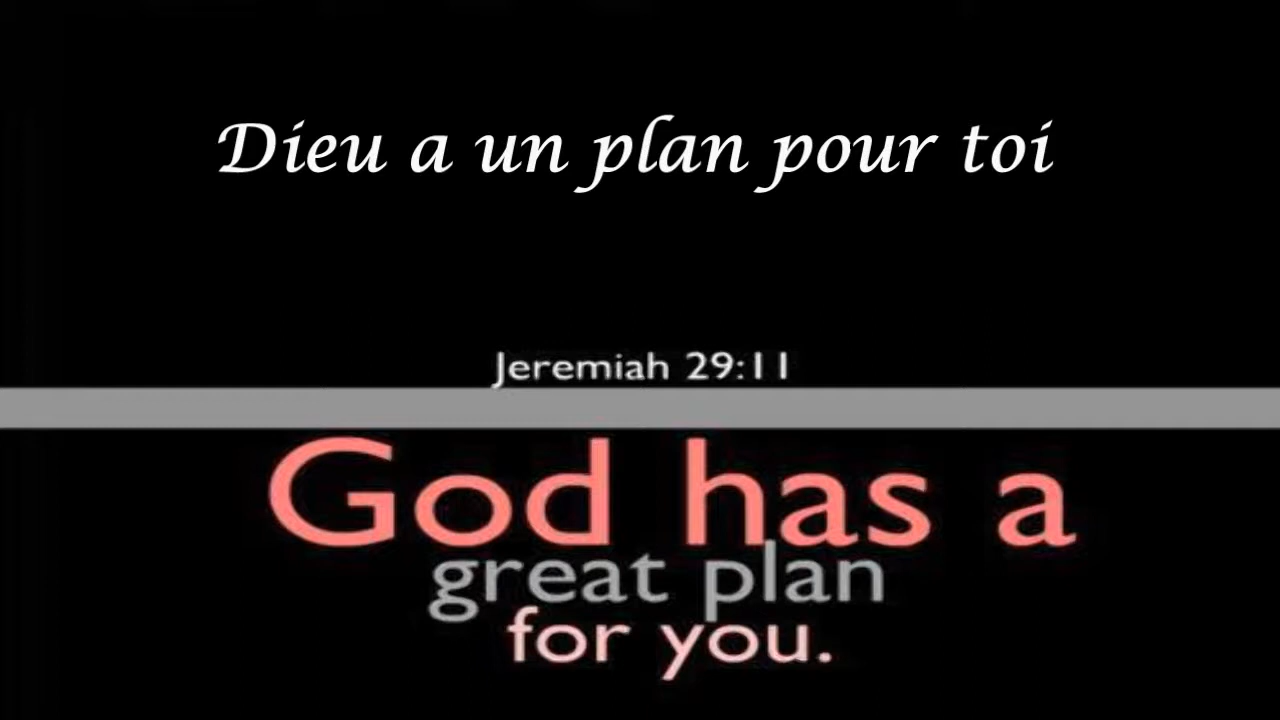 Dieu a un plan pour toi
Jeremiah 29:11
God has a
great plan
for you.